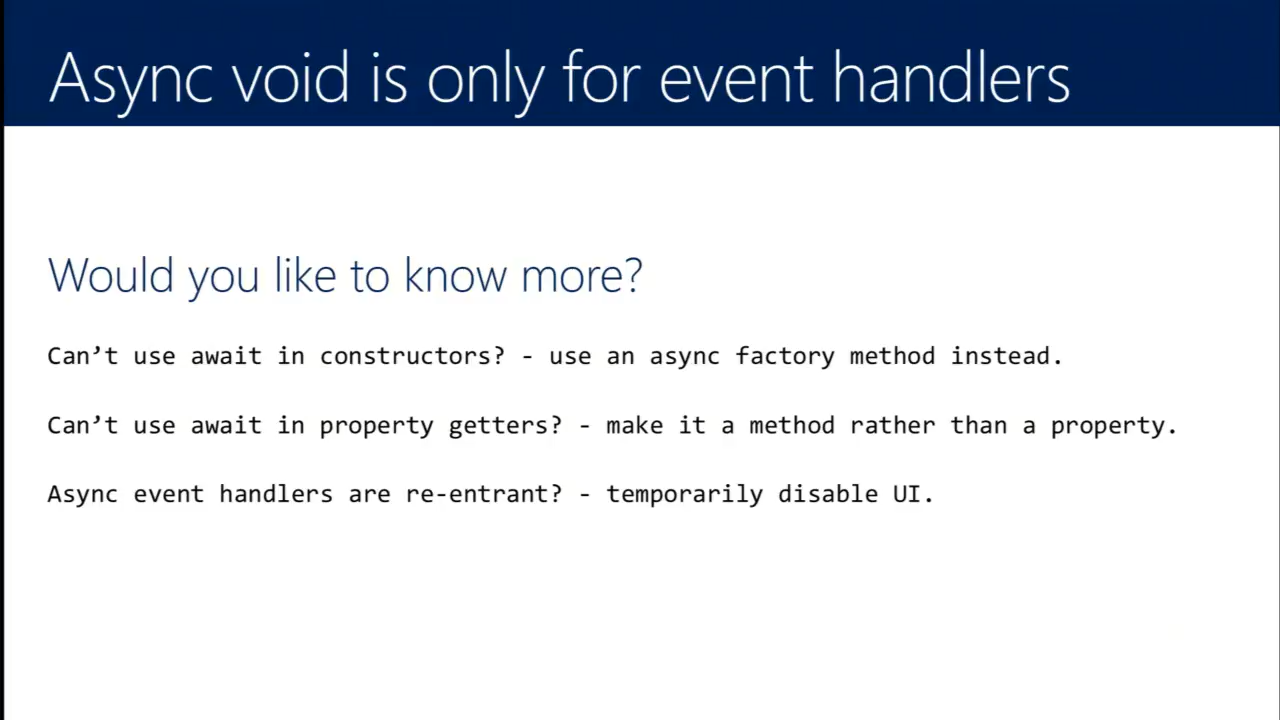 Async void is only for event handlers
Would you like to know more?
Can’t use await in constructors? - use an async factory method instead.
Can’t use await in property getters? - make it a method rather than a property.
Async event handlers are re-entrant? - temporarily disable UI.